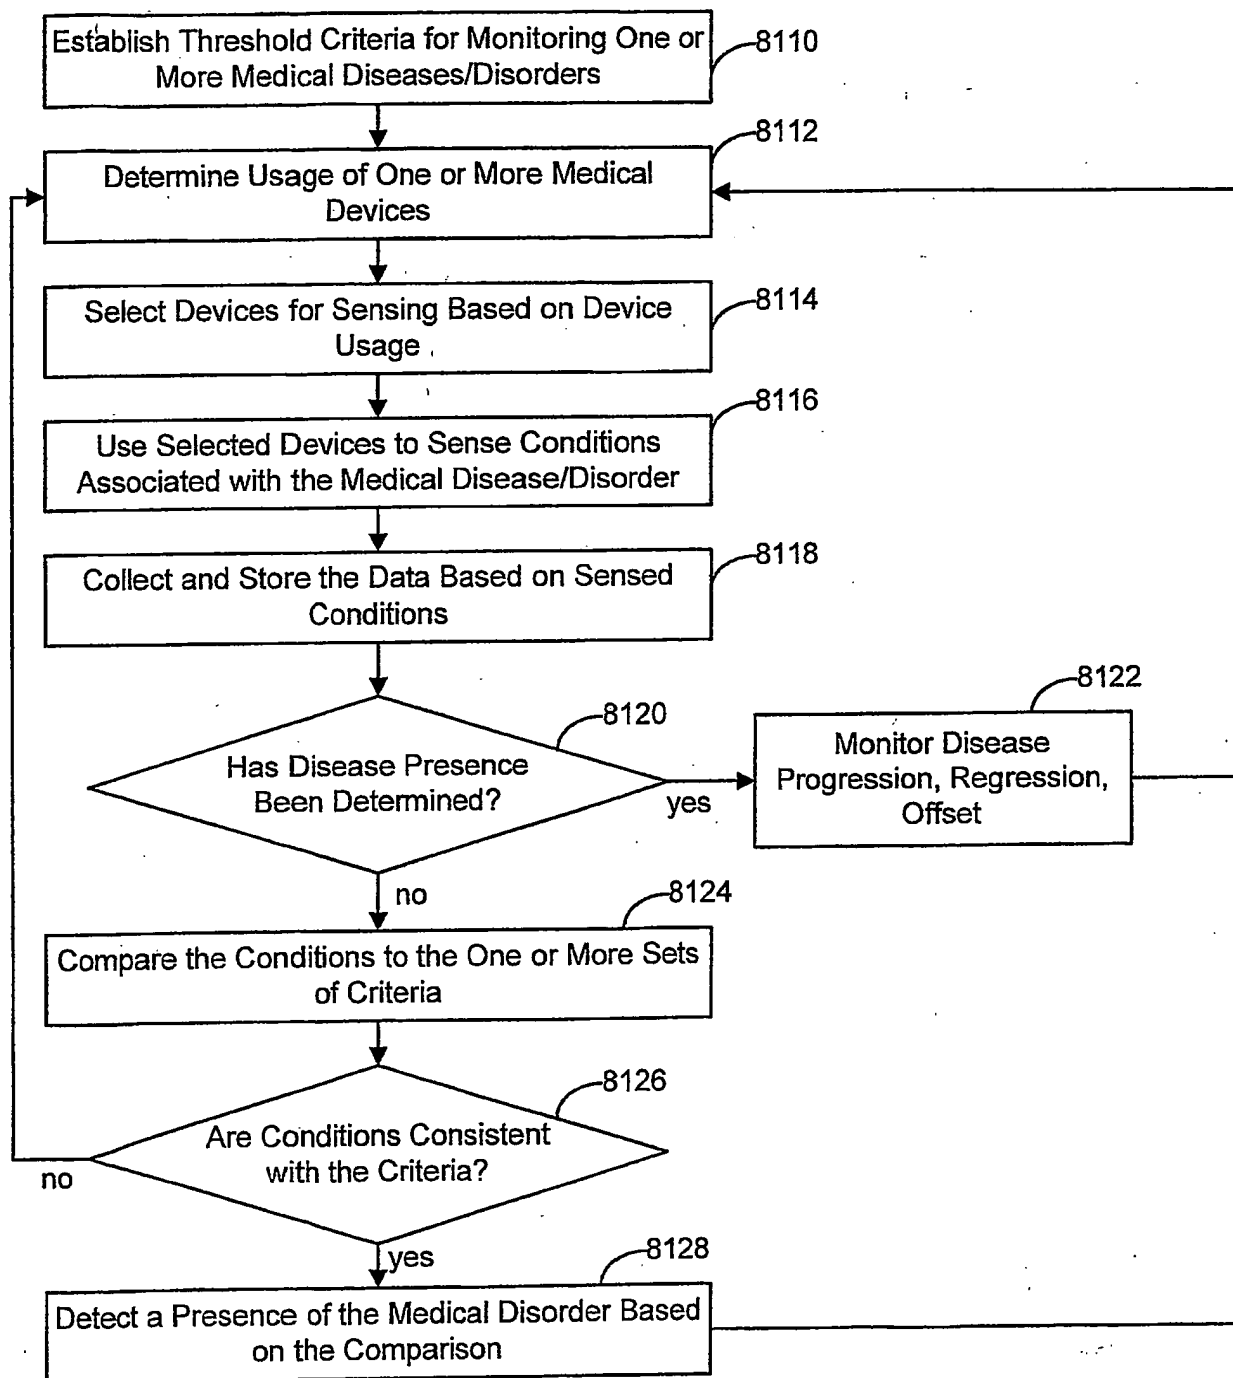 Establish Threshold Criteria for Monitoring One or
More Medical Diseases/Disorders
8110
8112
Determine Usage of One or More Medical
Devices
8114
Select Devices for Sensing Based on Device
Usage
8116
Use Selected Devices to Sense Conditions
Associated with the Medical Disease/Disorder
8118
Collect and Store the Data Based on Sensed
Conditions
8120
Has Disease Presence
Been Determined?
yes
8122
Monitor Disease
Progression, Regression,
Offset
no
8124
Compare the Conditions to the One or More Sets
of Criteria
8126
Are Conditions Consistent
with the Criteria?
no
yes
8128
Detect a Presence of the Medical Disorder Based
on the Comparison